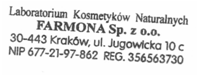 Laboratorium Kosmetyków Naturalnych
FARMONA Sp. z o.o.
30-443 Kraków, ul. Jugowicka 10 c
NIP 677-21-97-862 REG. 356563730